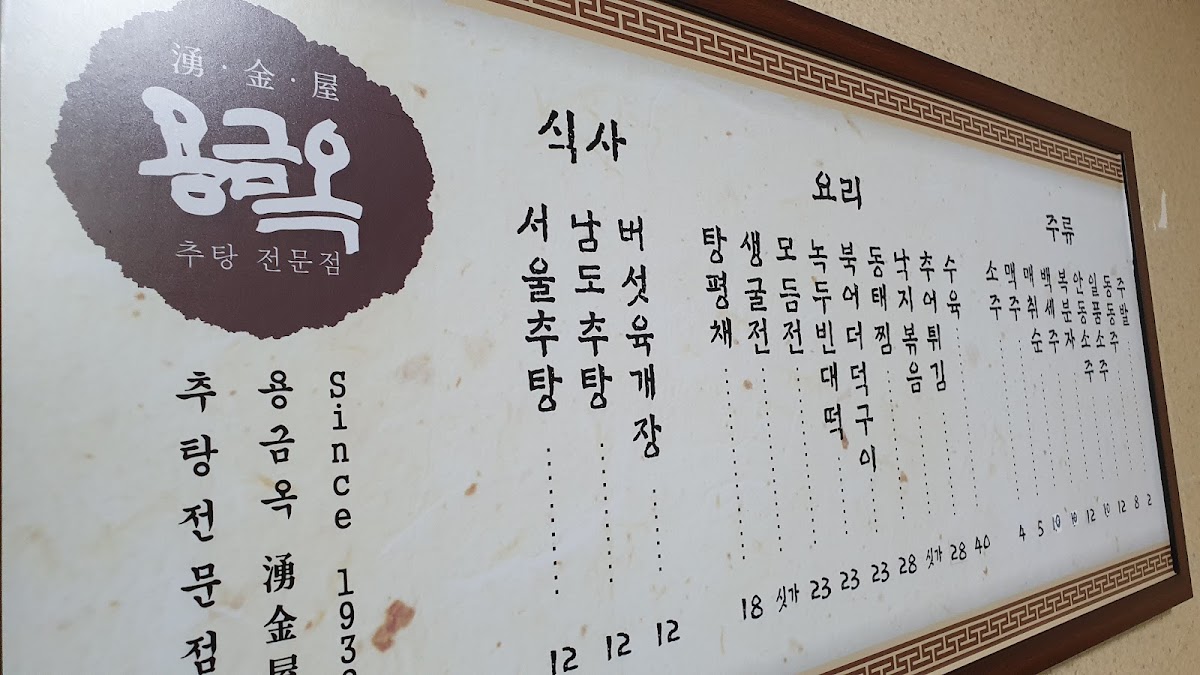 湧·金·屋
용금옥
추탕 전문점
Since 193
용금옥 湧金屋
추탕전문점
식사
서울추탕 12
남도추탕 12
버섯육개장 12
요리
탕평채 18
생굴전 싯가
모듬전 23
녹두빈대떡 23
북어더덕구이 23
동태찜 28
낙지볶음 싯가
추어튀김 28
수육 40
주류
소주 4
맥주 5
매취순 10
백세주 10
복분자 12
안동소주 10
일품소주 12
동동주 8
주발 2